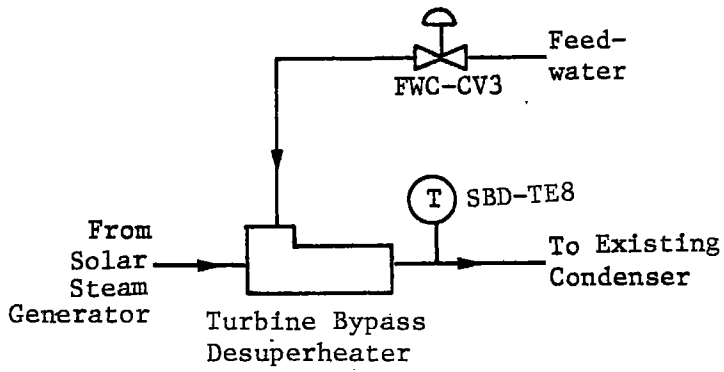 Feed-
water
FWC-CV3
T
SBD-TE8
From
Solar
Steam
Generator
To Existing
Condenser
Turbine Bypass
Desuperheater